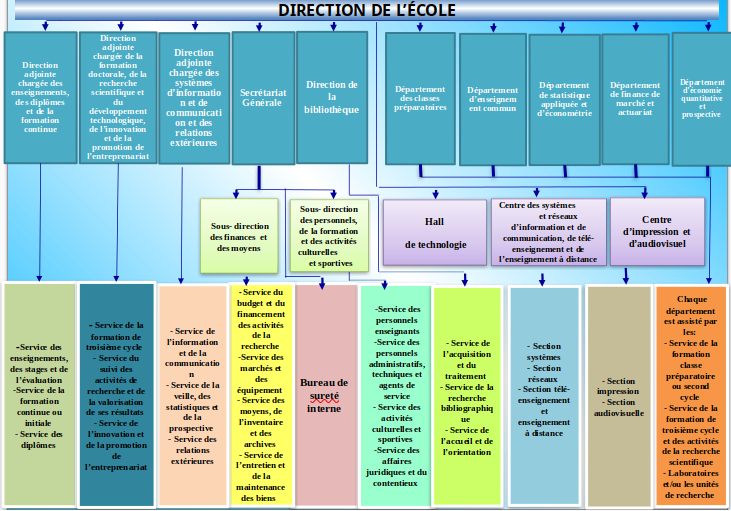 DIRECTION DE L'ÉCOLE
Direction
adjointe
chargée des
enseignements,
des diplômes
et de la
formation
continue
Direction
adjointe
chargée de la
formation
doctorale, de la
recherche
scientifique et
du
développement
technologique,
de l'innovation
et de la
promotion de
l'entreprenariat
Direction
adjointe
chargée des
systèmes
d'informatio
n et de
communicati
on et des
relations
extérieures
Secrétariat
Générale
Direction de
la
bibliothèque
Département
des classes
préparatoires
Département
d'enseignem
ent commun
Département
de statistique
appliquée et
d'économétrie
Département
de finance de
marché et
actuariat
Département
d'économie
quantitative
et
prospective
Sous- direction
des finances et
des moyens
Sous- direction
des personnels,
de la formation
et des activités
culturelles
et sportives
Hall
de technologie
Centre des systèmes
et réseaux
d'information et de
communication, de télé-
enseignement et de
l'enseignement à distance
Centre
d'impression et
d'audiovisuel
-Service des
enseignements,
des stages et de
l'évaluation
-Service de la
formation
continue ou
initiale
- Service des
diplômes
- Service de la
formation de
troisième cycle
- Service du
suivi des
activités de
recherche et de
la valorisation
de ses résultats
- Service de
l'innovation et
de la promotion
de
l'entreprenariat
- Service de
l'information
et de la
communicatio
n
- Service de la
veille, des
statistiques et
de la
prospective
- Service des
relations
extérieures
- Service du
budget et du
financement
des activités
de la
recherche
-Service des
marchés et
des
équipement
- Service des
moyens, de
l'inventaire
et des
archives
- Service de
l'entretien et
de la
maintenance
des biens
Bureau de
sureté
interne
-Service des
personnels
enseignants
-Service des
personnels
administratifs,
techniques et
agents de
service
- Service des
activités
culturelles et
sportives
-Service des
affaires
juridiques et du
contentieux
- Service de
l'acquisition
et du
traitement
- Service de la
recherche
bibliographiq
ue
- Service de
l'accueil et de
l'orientation
- Section
systèmes
- Section
réseaux
- Section télé-
enseignement
et
enseignement
à distance
- Section
impression
- Section
audiovisuelle
Chaque
département
est assisté par
les:
- Service de la
formation
classe
préparatoire
ou second
cycle
- Service de la
formation de
troisième cycle
et des activités
de la recherche
scientifique
- Laboratoires
et/ou les unités
de recherche